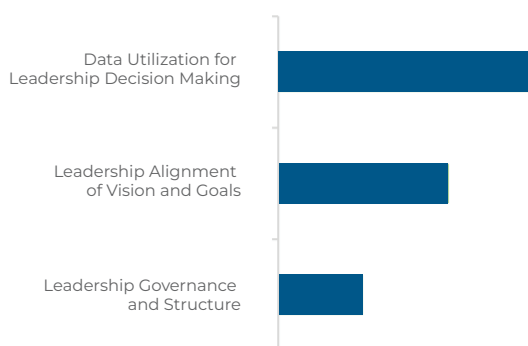 Data Utilization for
Leadership Decision Making
Leadership Alignment
of Vision and Goals
Leadership Governance
and Structure